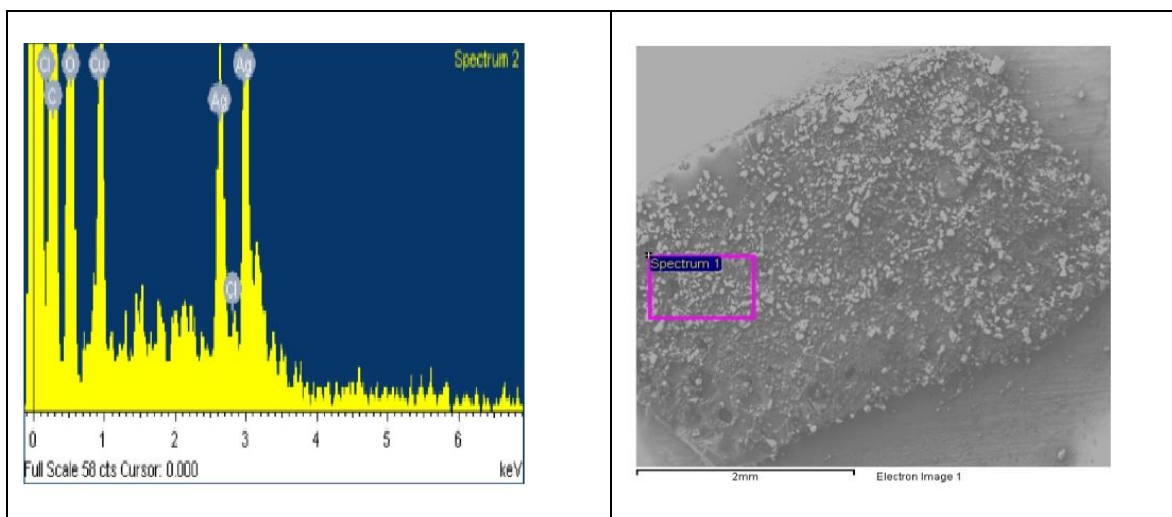 Spectrum 2
Cl O Cu Ag
C Ag
Cl
0 1 2 3 4 5 6
Full Scale 58 cts Cursor: 0.000 keV
Spectrum 1
2mm Electron Image 1